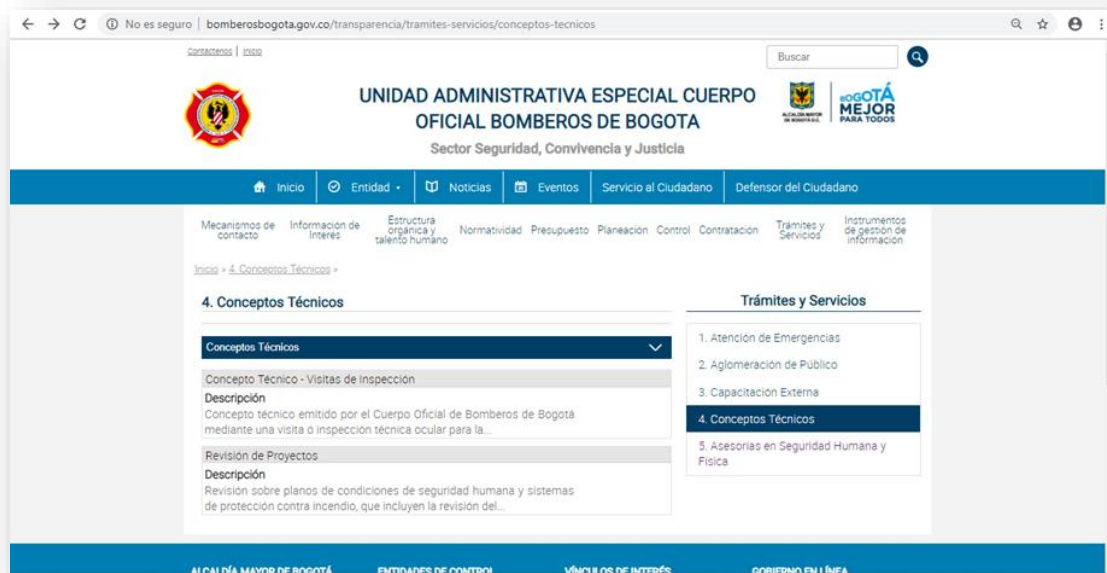 No es seguro | bomberosbogota.gov.co/transparencia/tramites-servicios/conceptos-tecnicos
Contáctenos | Inicio
Buscar
UNIDAD ADMINISTRATIVA ESPECIAL CUERPO
OFICIAL BOMBEROS DE BOGOTA
Sector Seguridad, Convivencia y Justicia
ALCALDÍA MAYOR
DE BOGOTÁ D.C.
BOGOTÁ
MEJOR
PARA TODOS
Inicio
Entidad
Noticias
Eventos
Servicio al Ciudadano
Defensor del Ciudadano
Mecanismos de
contacto
Información de
Interés
Estructura
orgánica y
talento humano
Normatividad
Presupuesto
Planeación
Control
Contratación
Trámites y
Servicios
Instrumentos
de gestión de
información
Inicio » 4. Conceptos Técnicos »
4. Conceptos Técnicos
Conceptos Técnicos
Concepto Técnico - Visitas de Inspección
Descripción
Concepto técnico emitido por el Cuerpo Oficial de Bomberos de Bogotá
mediante una visita ó inspección técnica ocular para la...
Revisión de Proyectos
Descripción
Revisión sobre planos de condiciones de seguridad humana y sistemas
de protección contra incendio, que incluyen la revisión del...
Trámites y Servicios
1. Atención de Emergencias
2. Aglomeración de Público
3. Capacitación Externa
4. Conceptos Técnicos
5. Asesorías en Seguridad Humana y
Física
ALCALDÍA MAYOR DE BOGOTÁ
ENTIDADES DE CONTROL
VÍNCULOS DE INTERÉS
GOBIERNO EN LÍNEA